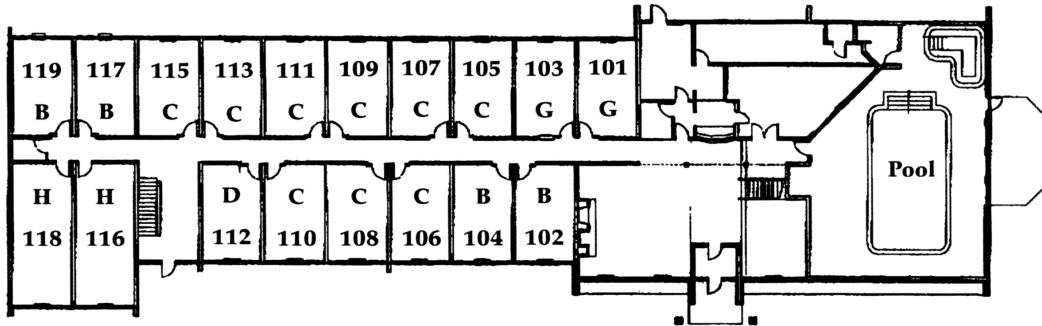 119 117 115 113 111 109 107 105 103 101
B B C C C C C C G G
Pool
H H D C C C B B
118 116 112 110 108 106 104 102